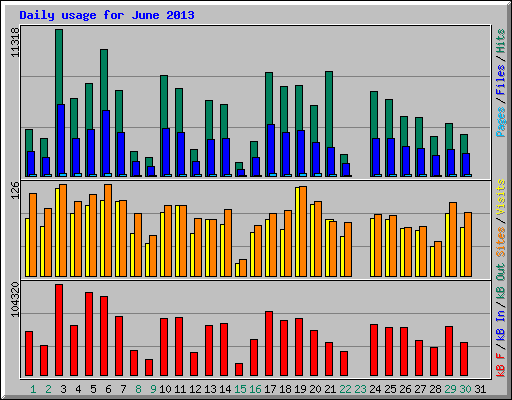 Daily usage for June 2013
11318
Pages / Files / Hits
126
Sites / Visits
104320
kB F / kB In / kB Out
1 2 3 4 5 6 7 8 9 10 11 12 13 14 15 16 17 18 19 20 21 22 23 24 25 26 27 28 29 30 31